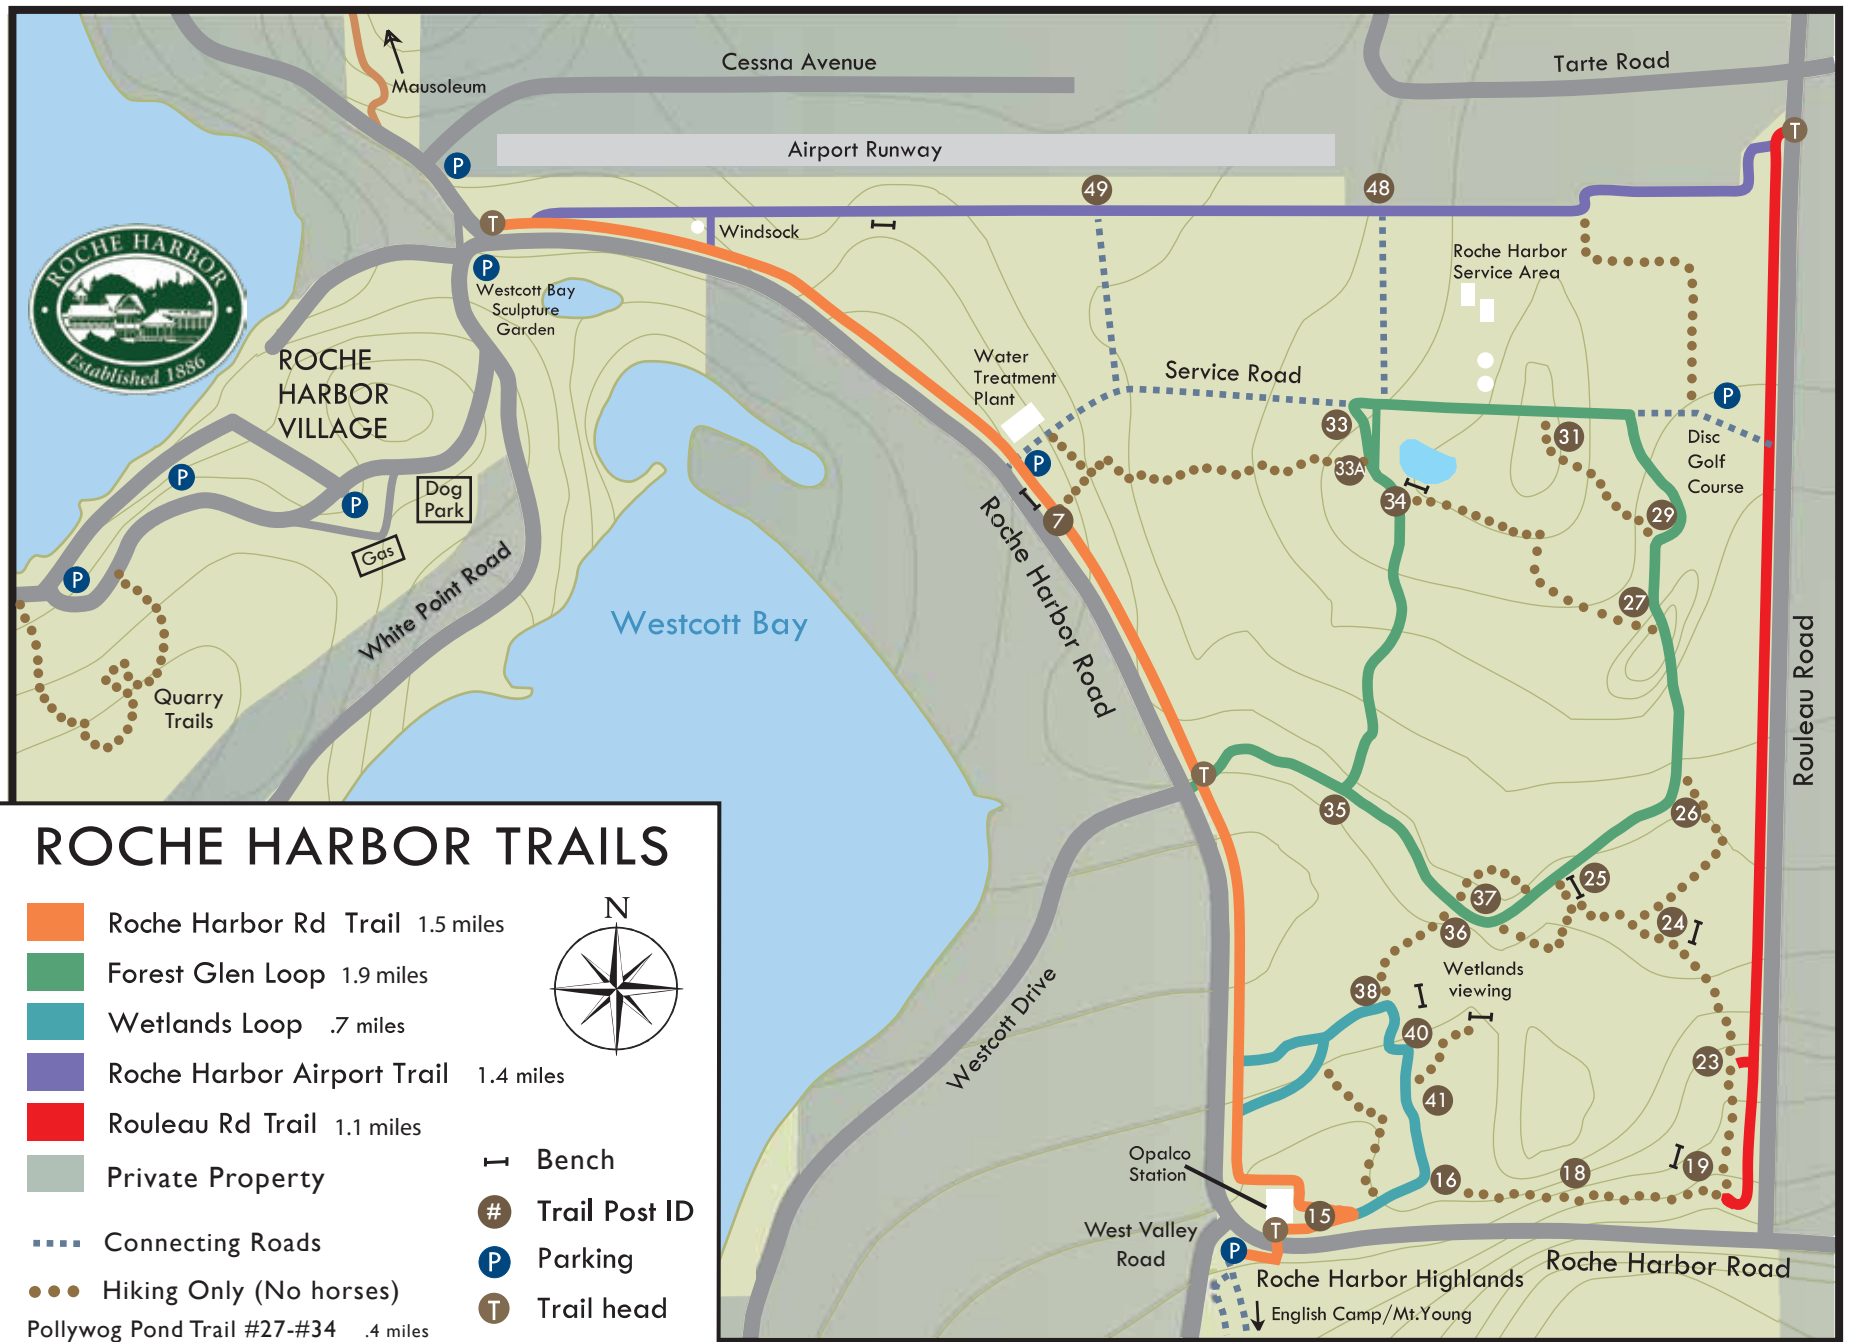 Mausoleum
Cessna Avenue
Tarte Road
Airport Runway
P
T
T
49
48
ROCHE HARBOR
Established 1886
Windsock
Roche Harbor
Service Area
P
Westcott Bay
Sculpture
Garden
ROCHE
HARBOR
VILLAGE
Water
Treatment
Plant
Service Road
P
33
31
Disc
Golf
Course
P
33A
P
P
Dog
Park
34
29
7
Gas
P
Roche Harbor Road
White Point Road
27
Westcott Bay
Quarry
Trails
Rouleau Road
T
35
26
25
37
24
36
Wetlands
viewing
38
40
Westcott Drive
23
41
Opalco
Station
19
18
16
15
West Valley
Road
T
P
Roche Harbor Road
Roche Harbor Highlands
English Camp/Mt.Young
ROCHE HARBOR TRAILS
N
Roche Harbor Rd Trail 1.5 miles
Forest Glen Loop 1.9 miles
Wetlands Loop .7 miles
Roche Harbor Airport Trail 1.4 miles
Rouleau Rd Trail 1.1 miles
Private Property
Connecting Roads
Hiking Only (No horses)
Pollywog Pond Trail #27-#34 .4 miles
Bench
# Trail Post ID
P Parking
T Trail head